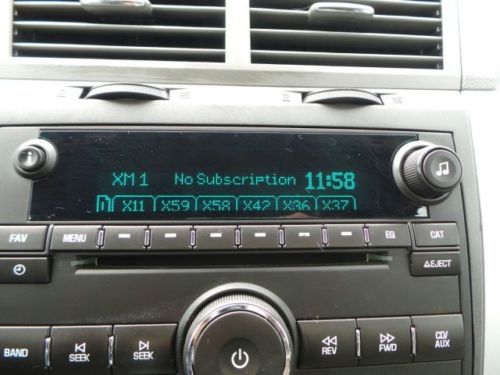 XM 1 No Subscription 11:58
X11 X59 X58 X42 X36 X37
FAV MENU EQ CAT
EJECT
BAND SEEK SEEK REV FWD CD/
AUX